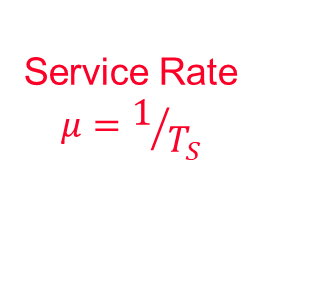 Service Rate
μ = 1/T_S